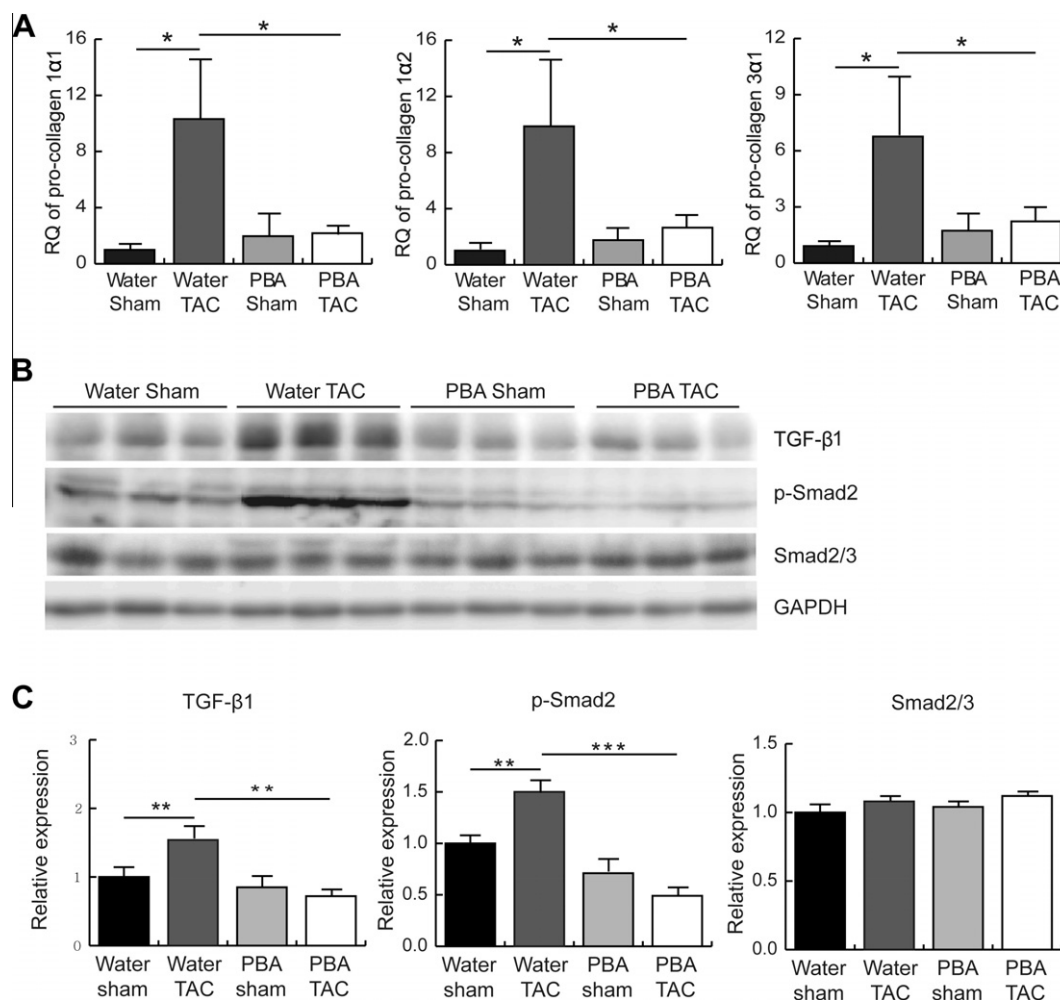 A
RQ of pro-collagen 1α1
16
12
8
4
0
*
*
Water Sham
Water TAC
PBA Sham
PBA TAC
RQ of pro-collagen 1α2
16
12
8
4
0
*
*
Water Sham
Water TAC
PBA Sham
PBA TAC
RQ of pro-collagen 3α1
12
9
6
3
0
*
*
Water Sham
Water TAC
PBA Sham
PBA TAC
B
Water Sham
Water TAC
PBA Sham
PBA TAC
TGF-β1
p-Smad2
Smad2/3
GAPDH
C
TGF-β1
Relative expression
3
2
1
0
**
**
Water sham
Water TAC
PBA sham
PBA TAC
p-Smad2
Relative expression
2.0
1.5
1.0
0.5
0.0
**
***
Water sham
Water TAC
PBA sham
PBA TAC
Smad2/3
Relative expression
1.5
1.0
0.5
0.0
Water sham
Water TAC
PBA sham
PBA TAC